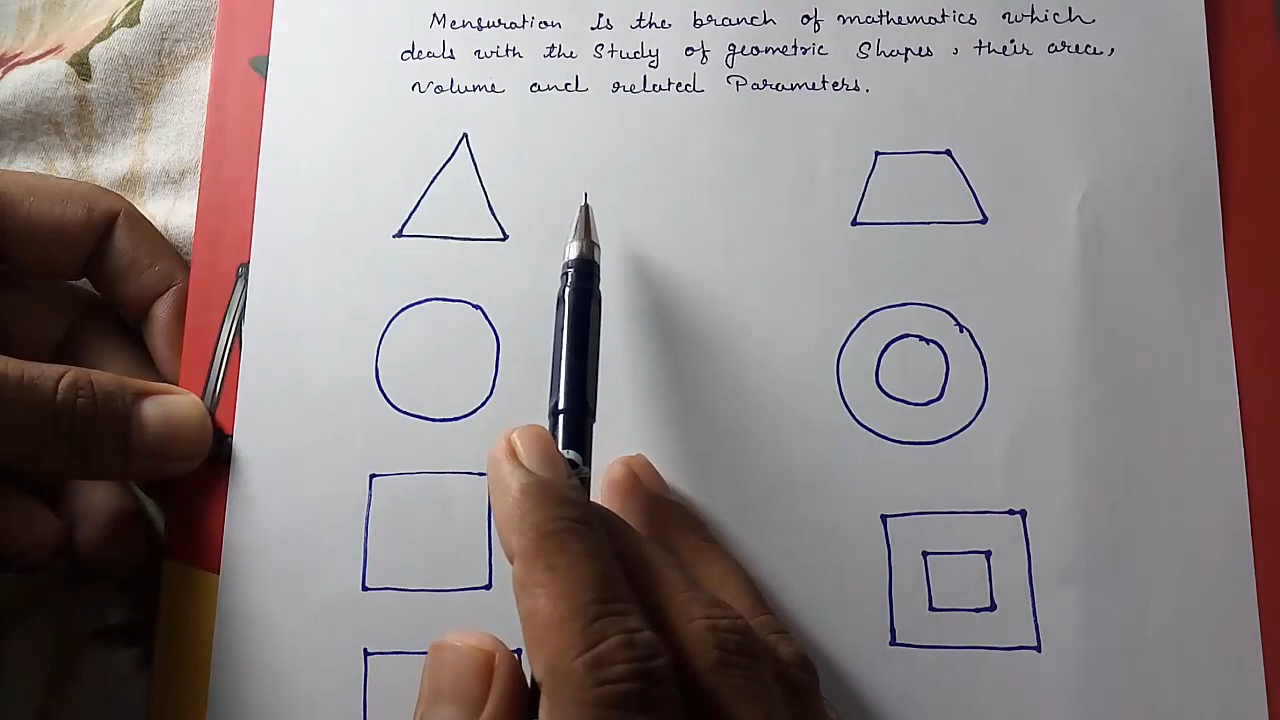 Mensuration Is the branch of mathematics which
deals with the Study of geometric Shapes, their area,
Volume and related Parameters.